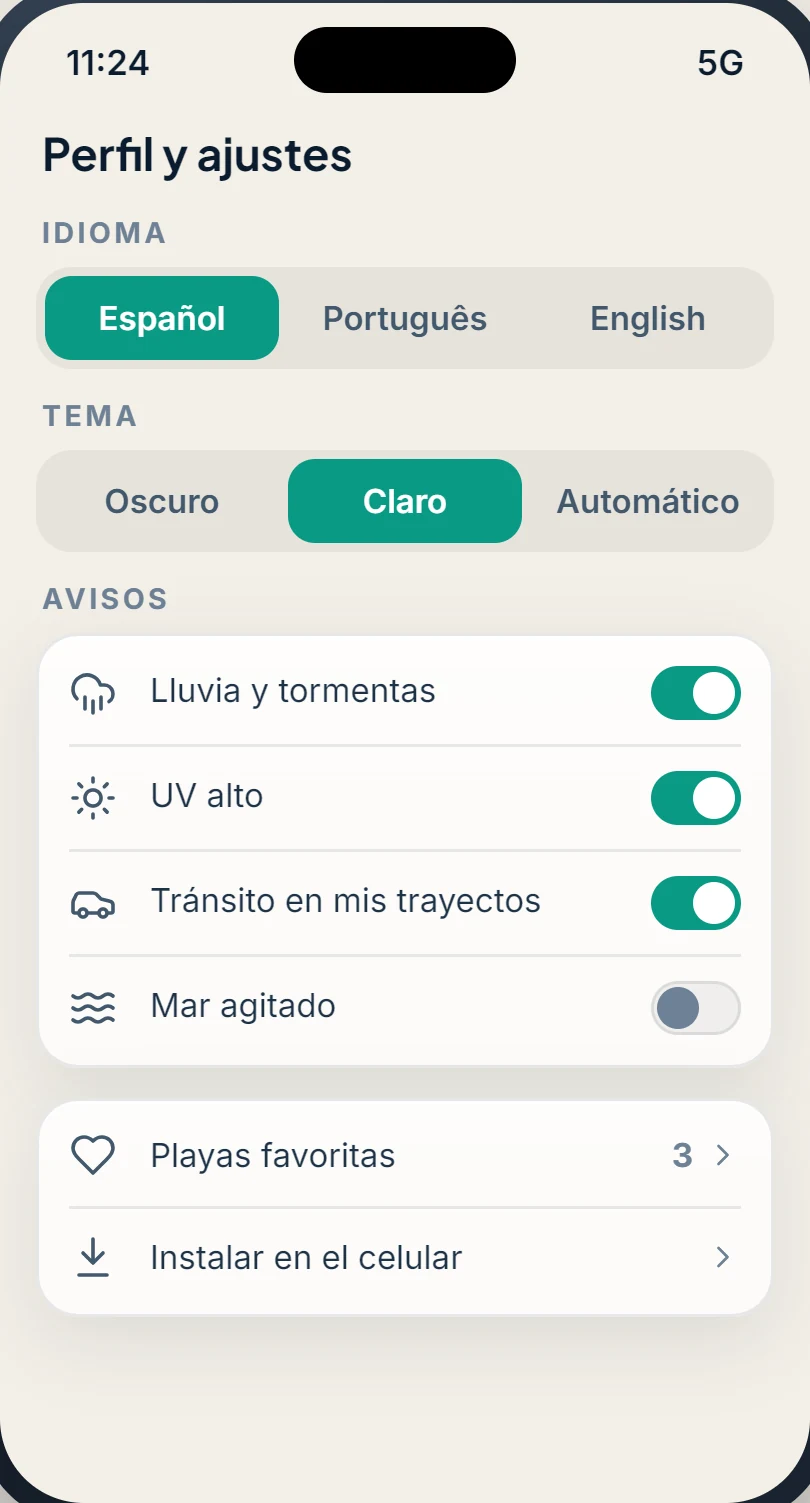 11:24
5G
Perfil y ajustes
IDIOMA
Español
Português
English
TEMA
Oscuro
Claro
Automático
AVISOS
Lluvia y tormentas
UV alto
Tránsito en mis trayectos
Mar agitado
Playas favoritas
3
Instalar en el celular